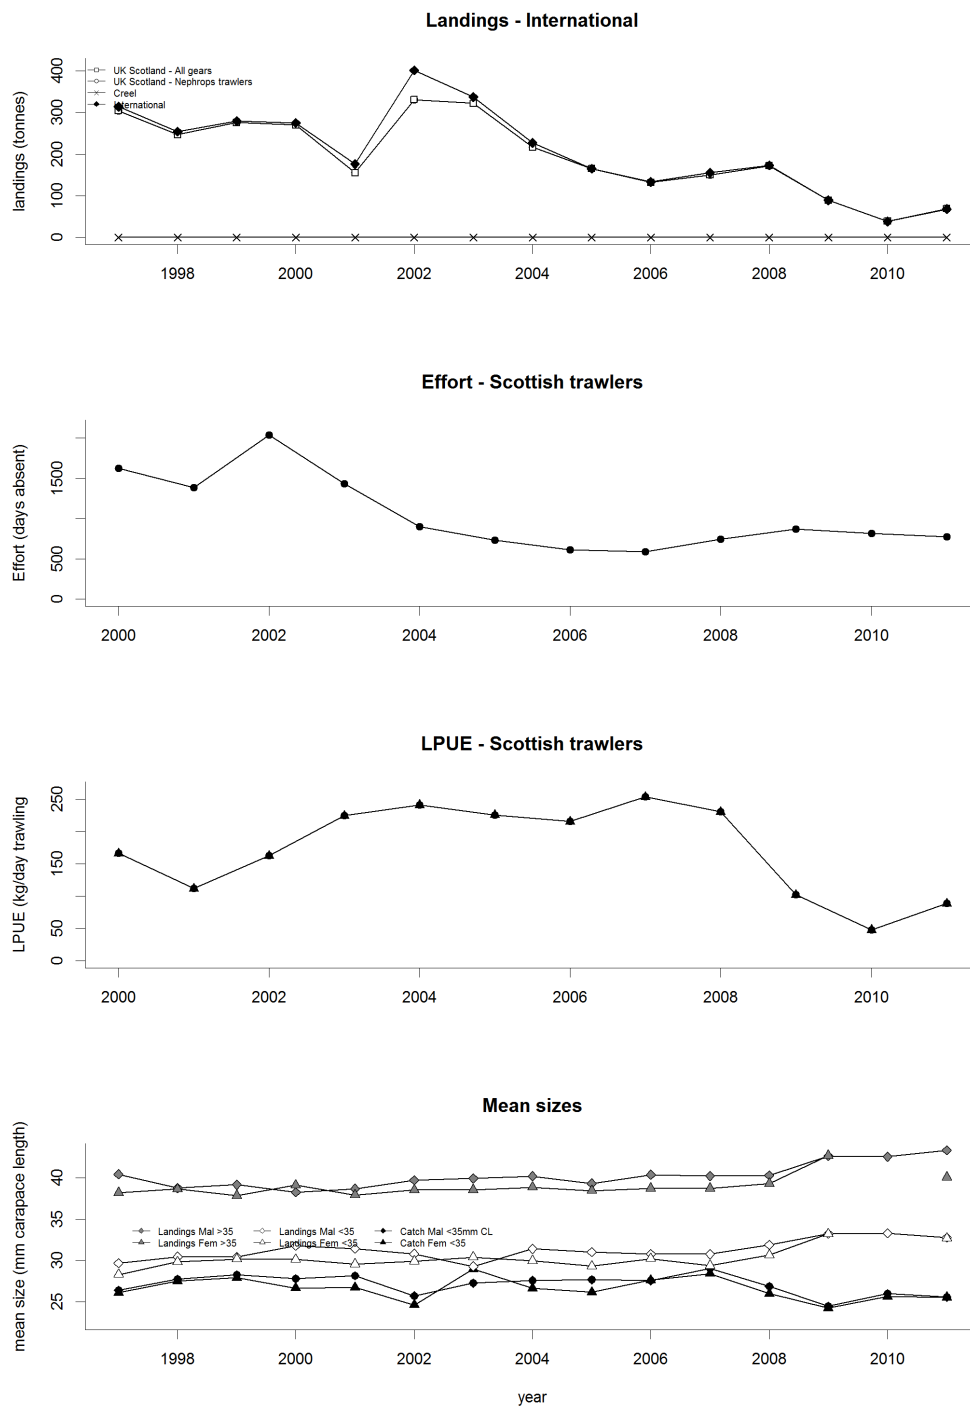 Landings - International
landings (tonnes)
400
300
200
100
0
UK Scotland - All gears
UK Scotland - Nephrops trawlers
Creel
International
1998 2000 2002 2004 2006 2008 2010
Effort - Scottish trawlers
Effort (days absent)
1500
500
0
2000 2002 2004 2006 2008 2010
LPUE - Scottish trawlers
LPUE (kg/day trawling
250
150
50
0
2000 2002 2004 2006 2008 2010
Mean sizes
mean size (mm carapace length)
40
35
30
25
Landings Mal >35 Landings Mal <35 Catch Mal <35mm CL
Landings Fem >35 Landings Fem <35 Catch Fem <35
1998 2000 2002 2004 2006 2008 2010
year